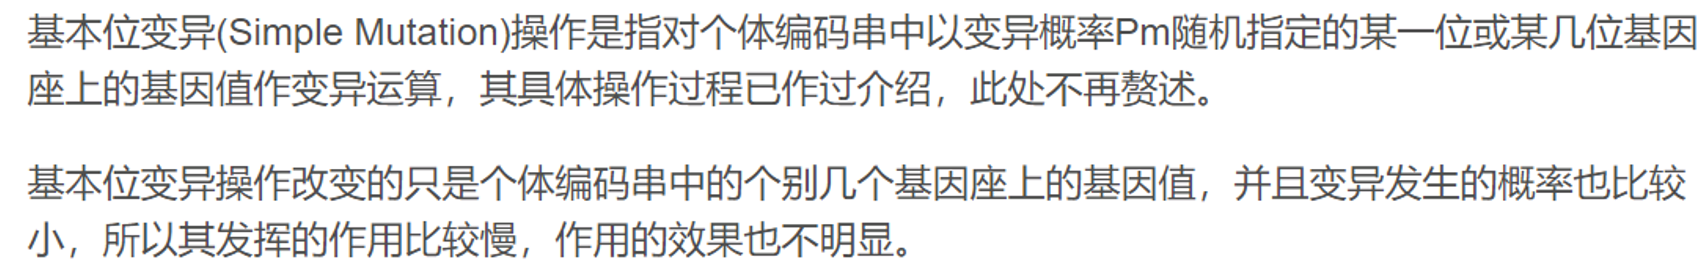 基本位变异(Simple Mutation)操作是指对个体编码串中以变异概率Pm随机指定的某一位或某几位基因
座上的基因值作变异运算，其具体操作过程已作过介绍，此处不再赘述。
基本位变异操作改变的只是个体编码串中的个别几个基因座上的基因值，并且变异发生的概率也比较
小，所以其发挥的作用比较慢，作用的效果也不明显。